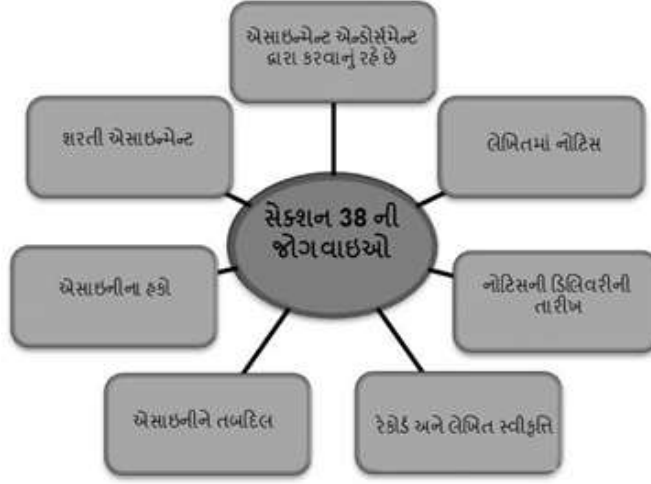 એસાઇન્મેન્ટ એન્ડોર્સમેન્ટ
દ્વારા કરવાનું રહે છે
શરતી એસાઇન્મેન્ટ
લેખિતમાં નોટિસ
સેક્શન 38 ની
જોગવાઇઓ
એસાઇનીના હકો
નોટિસની ડિલિવરીની
તારીખ
એસાઇનીને તબદિલ
રેકોર્ડ અને લેખિત સ્વીકૃત્તિ